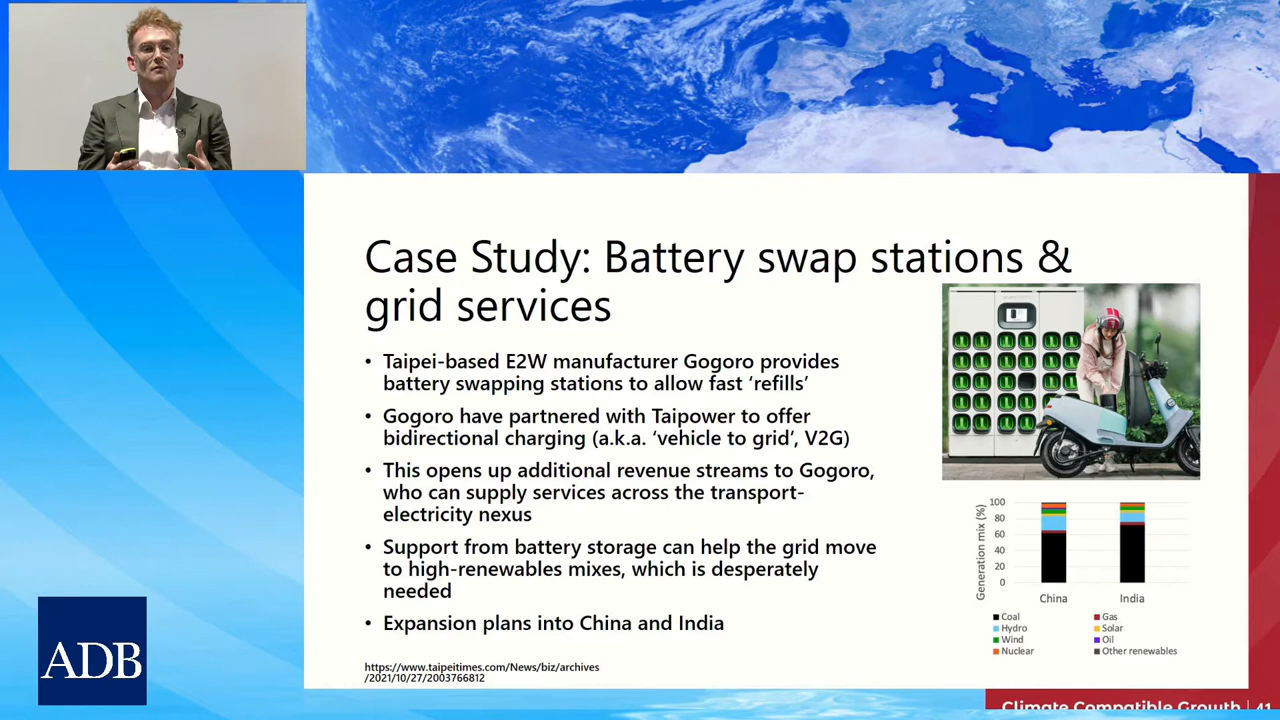 Case Study: Battery swap stations &
grid services
• Taipei-based E2W manufacturer Gogoro provides
battery swapping stations to allow fast ‘refills’
• Gogoro have partnered with Taipower to offer
bidirectional charging (a.k.a. ‘vehicle to grid’, V2G)
• This opens up additional revenue streams to Gogoro,
who can supply services across the transport-
electricity nexus
• Support from battery storage can help the grid move
to high-renewables mixes, which is desperately
needed
• Expansion plans into China and India
https://www.taipeitimes.com/News/biz/archives
/2021/10/27/2003766812
Generation mix (%)
100
80
60
40
20
0
China India
Coal Gas
Hydro Solar
Wind Oil
Nuclear Other renewables
ADB
Climate Compatible Growth | 41